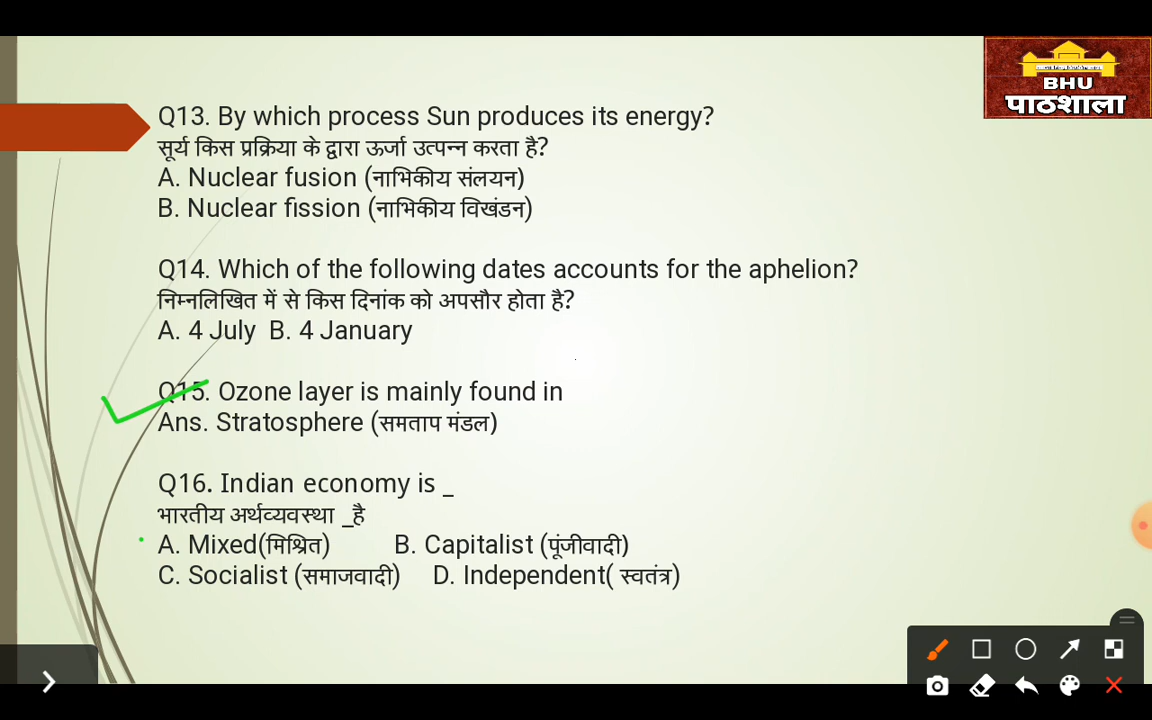 BHU
पाठशाला
Q13. By which process Sun produces its energy?
सूर्य किस प्रक्रिया के द्वारा ऊर्जा उत्पन्न करता है?
A. Nuclear fusion (नाभिकीय संलयन)
B. Nuclear fission (नाभिकीय विखंडन)
Q14. Which of the following dates accounts for the aphelion?
निम्नलिखित में से किस दिनांक को अपसौर होता है?
A. 4 July B. 4 January
Q15. Ozone layer is mainly found in
Ans. Stratosphere (समताप मंडल)
Q16. Indian economy is _
भारतीय अर्थव्यवस्था _है
A. Mixed(मिश्रित) B. Capitalist (पूंजीवादी)
C. Socialist (समाजवादी) D. Independent( स्वतंत्र)